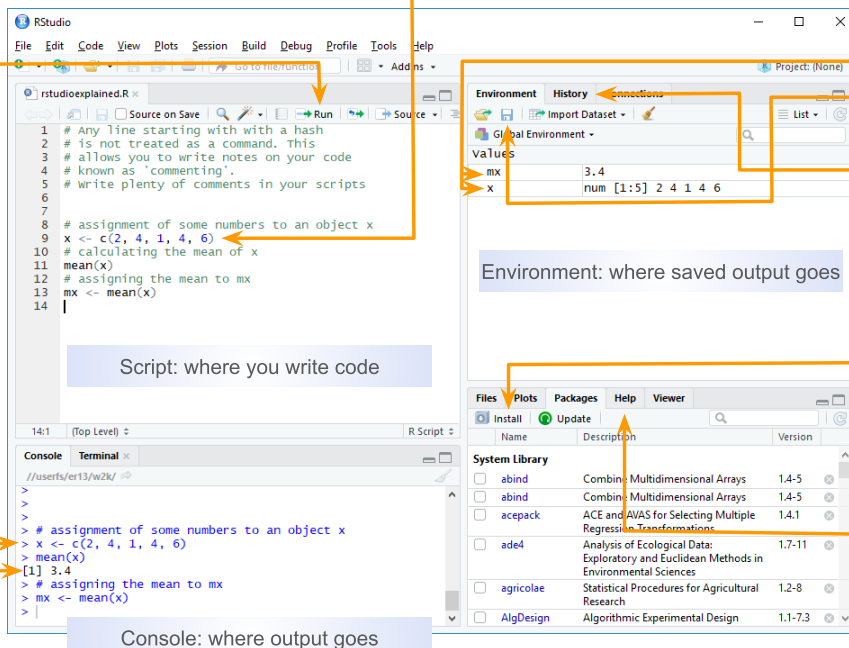 RStudio
File Edit Code View Plots Session Build Debug Profile Tools Help
Go to file/function Addins Project: (None)
rstudioexplained.R
Source on Save Run Source
1 # Any line starting with with a hash
2 # is not treated as a command. This
3 # allows you to write notes on your code
4 # known as 'commenting'.
5 # Write plenty of comments in your scripts
6
7
8 # assignment of some numbers to an object x
9 x <- c(2, 4, 1, 4, 6)
10 # calculating the mean of x
11 mean(x)
12 # assigning the mean to mx
13 mx <- mean(x)
14
Script: where you write code
14:1 (Top Level) R Script
Console Terminal
//userfs/er13/w2k/
>
>
>
> # assignment of some numbers to an object x
> x <- c(2, 4, 1, 4, 6)
> mean(x)
[1] 3.4
> # assigning the mean to mx
> mx <- mean(x)
>
Console: where output goes
Environment History Connections
Import Dataset List
Global Environment
Values
mx 3.4
x num [1:5] 2 4 1 4 6
Environment: where saved output goes
Files Plots Packages Help Viewer
Install Update
Name Description Version
System Library
abind Combine Multidimensional Arrays 1.4-5
abind Combine Multidimensional Arrays 1.4-5
acepack ACE and AVAS for Selecting Multiple 1.4.1
Regression Transformations
ade4 Analysis of Ecological Data: 1.7-11
Exploratory and Euclidean Methods in
Environmental Sciences
agricolae Statistical Procedures for Agricultural 1.2-8
Research
AlgDesign Algorithmic Experimental Design 1.1-7.3